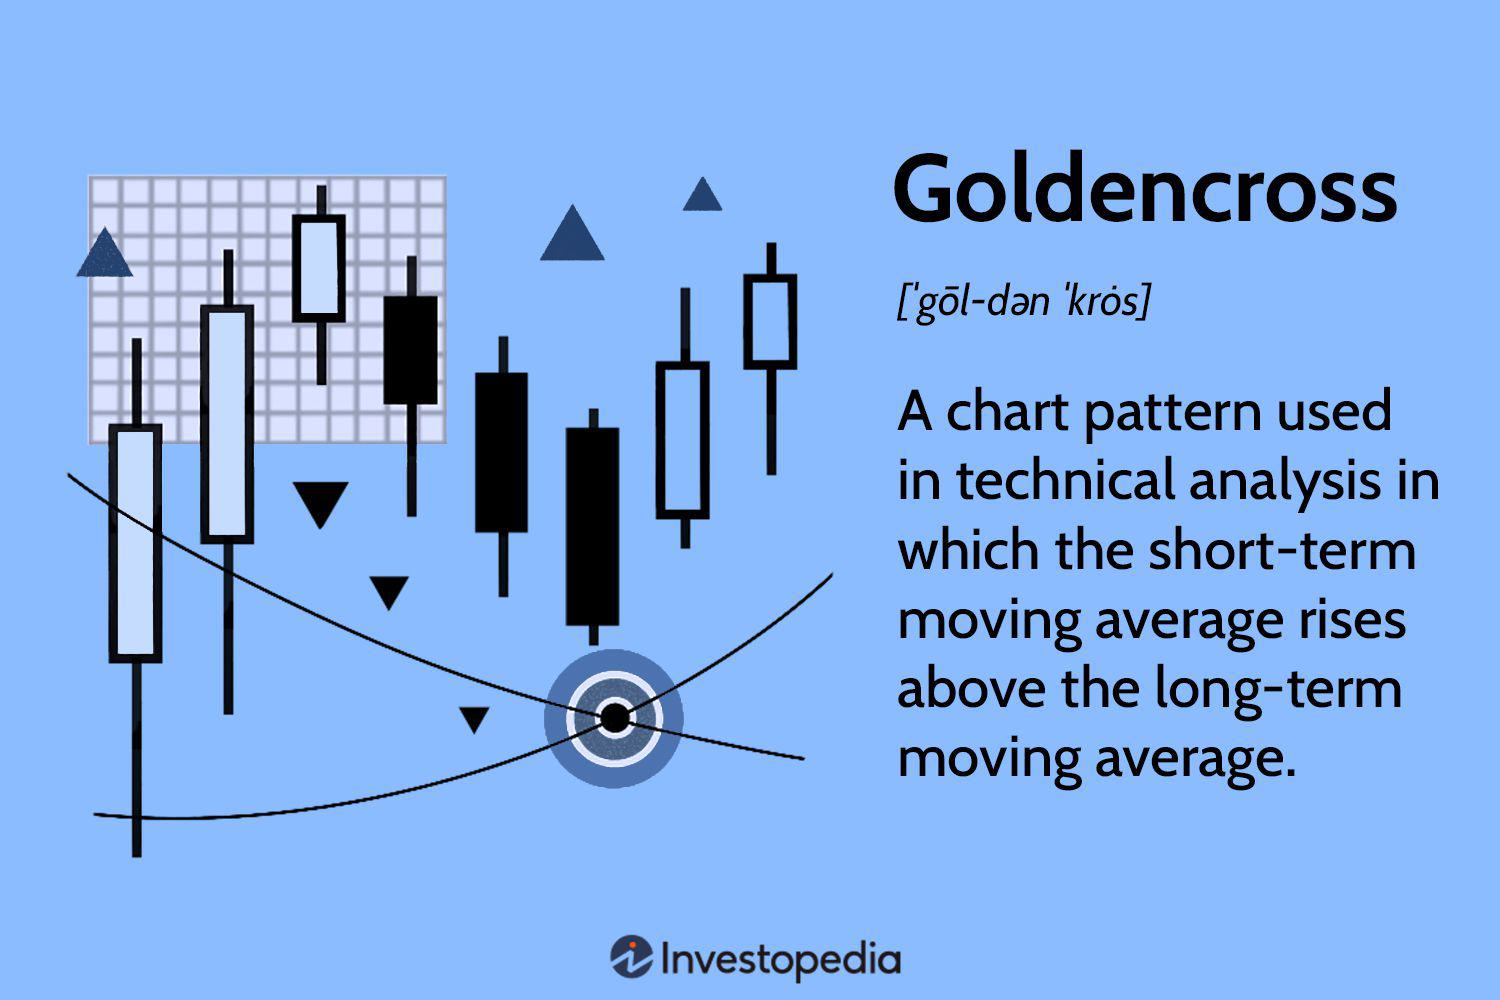 Goldencross
[ˈgōl-dən ˈkrȯs]
A chart pattern used
in technical analysis in
which the short-term
moving average rises
above the long-term
moving average.
Investopedia